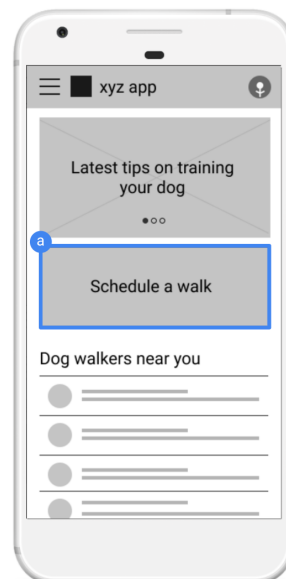 xyz app
Latest tips on training
your dog
a
Schedule a walk
Dog walkers near you